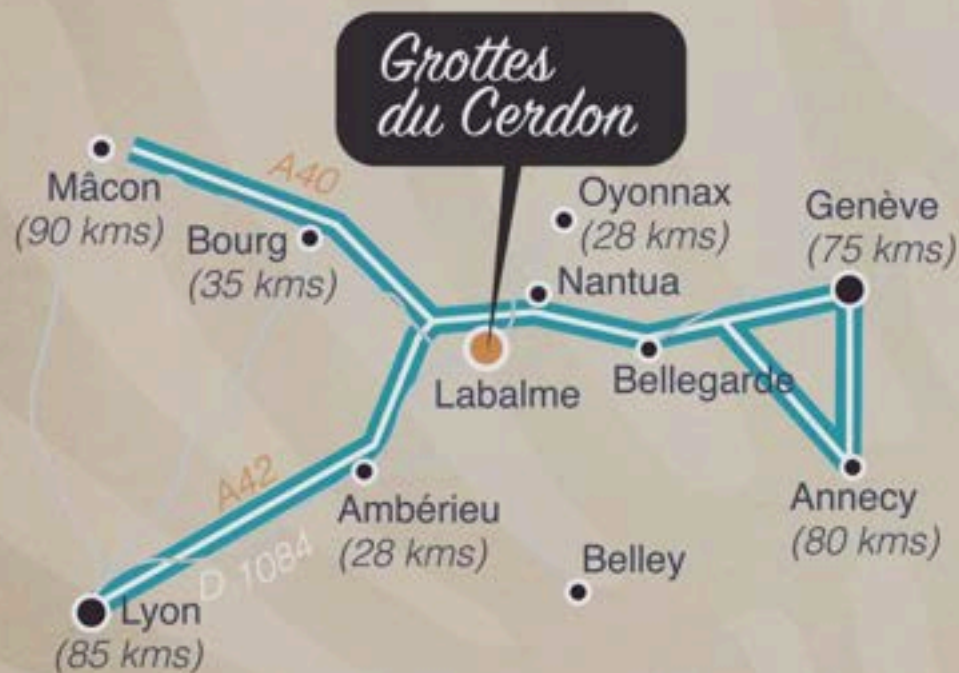 Grottes
du Cerdon
A40
Mâcon
(90 kms)
Bourg
(35 kms)
Oyonnax
(28 kms)
Genève
(75 kms)
Nantua
Labalme
Bellegarde
A42
Ambérieu
(28 kms)
Annecy
(80 kms)
D 1084
Belley
Lyon
(85 kms)